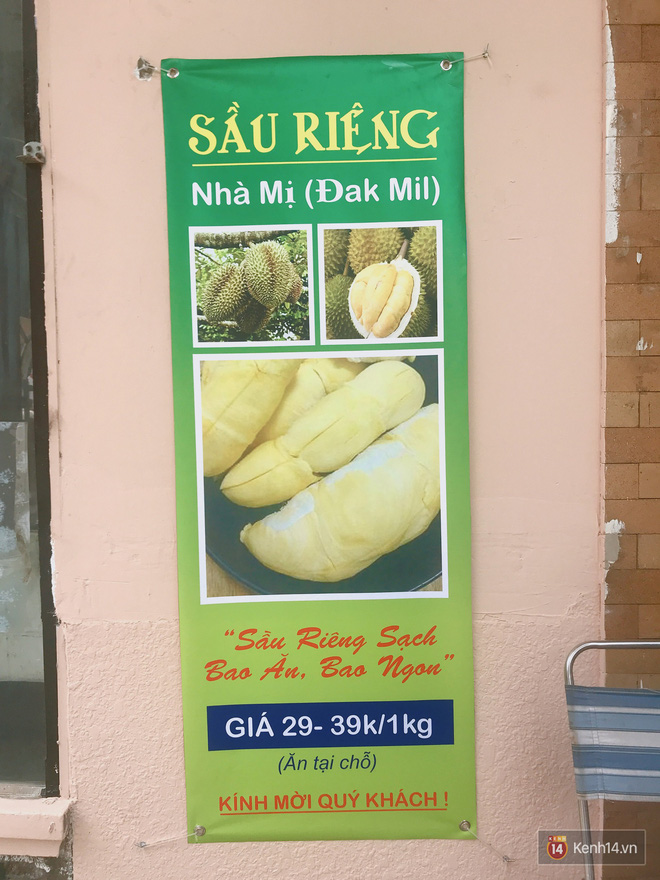 SẦU RIÊNG
Nhà Mị (Đak Mil)
“Sầu Riêng Sạch
Bao Ăn, Bao Ngon”
GIÁ 29- 39k/1kg
(Ăn tại chỗ)
KÍNH MỜI QUÝ KHÁCH !
14 Kenh14.vn